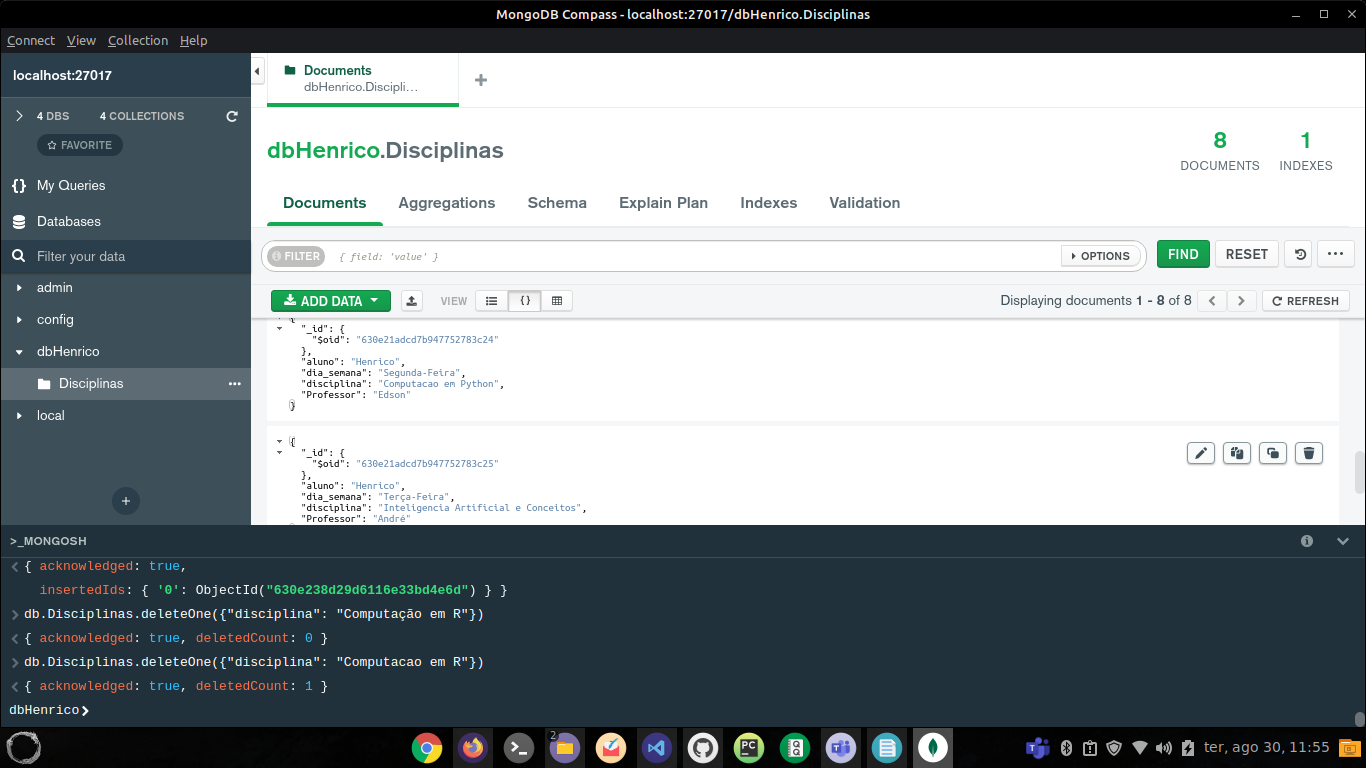 MongoDB Compass - localhost:27017/dbHenrico.Disciplinas
Connect View Collection Help
localhost:27017
4 DBS 4 COLLECTIONS
FAVORITE
{} My Queries
Databases
Filter your data
admin
config
dbHenrico
Disciplinas
local
Documents
dbHenrico.Discipli...
dbHenrico.Disciplinas
8
DOCUMENTS
1
INDEXES
Documents Aggregations Schema Explain Plan Indexes Validation
FILTER { field: 'value' } OPTIONS FIND RESET
ADD DATA VIEW {} Displaying documents 1 - 8 of 8 REFRESH
{
"_id": {
"$oid": "630e21adcd7b947752783c24"
},
"aluno": "Henrico",
"dia_semana": "Segunda-Feira",
"disciplina": "Computacao em Python",
"Professor": "Edson"
}
{
"_id": {
"$oid": "630e21adcd7b947752783c25"
},
"aluno": "Henrico",
"dia_semana": "Terça-Feira",
"disciplina": "Inteligencia Artificial e Conceitos",
"Professor": "André"
>_MONGOSH
< { acknowledged: true,
insertedIds: { '0': ObjectId("630e238d29d6116e33bd4e6d") } }
> db.Disciplinas.deleteOne({"disciplina": "Computação em R"})
< { acknowledged: true, deletedCount: 0 }
> db.Disciplinas.deleteOne({"disciplina": "Computacao em R"})
< { acknowledged: true, deletedCount: 1 }
dbHenrico>
2
PC
ter, ago 30, 11:55